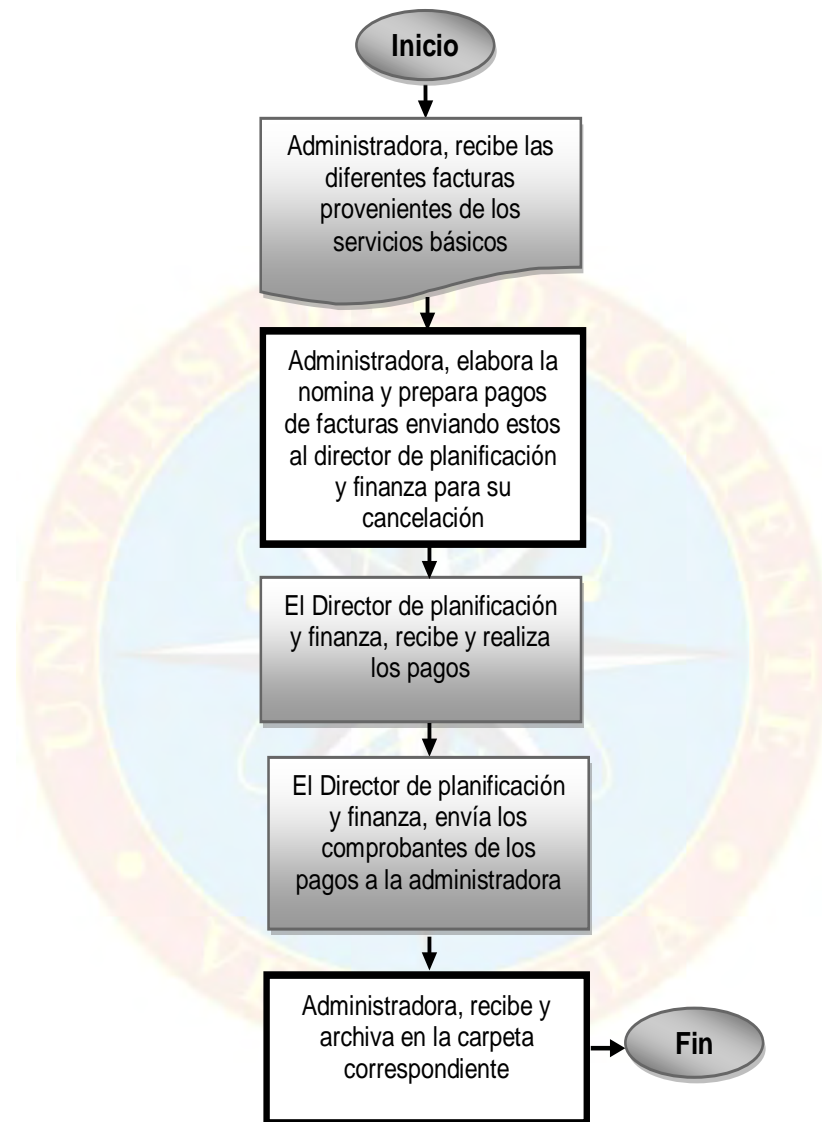 Inicio
Administradora, recibe las
diferentes facturas
provenientes de los
servicios básicos
Administradora, elabora la
nomina y prepara pagos
de facturas enviando estos
al director de planificación
y finanza para su
cancelación
El Director de planificación
y finanza, recibe y realiza
los pagos
El Director de planificación
y finanza, envía los
comprobantes de los
pagos a la administradora
Administradora, recibe y
archiva en la carpeta
correspondiente
Fin
UNIVERSIDAD DE ORIENTE